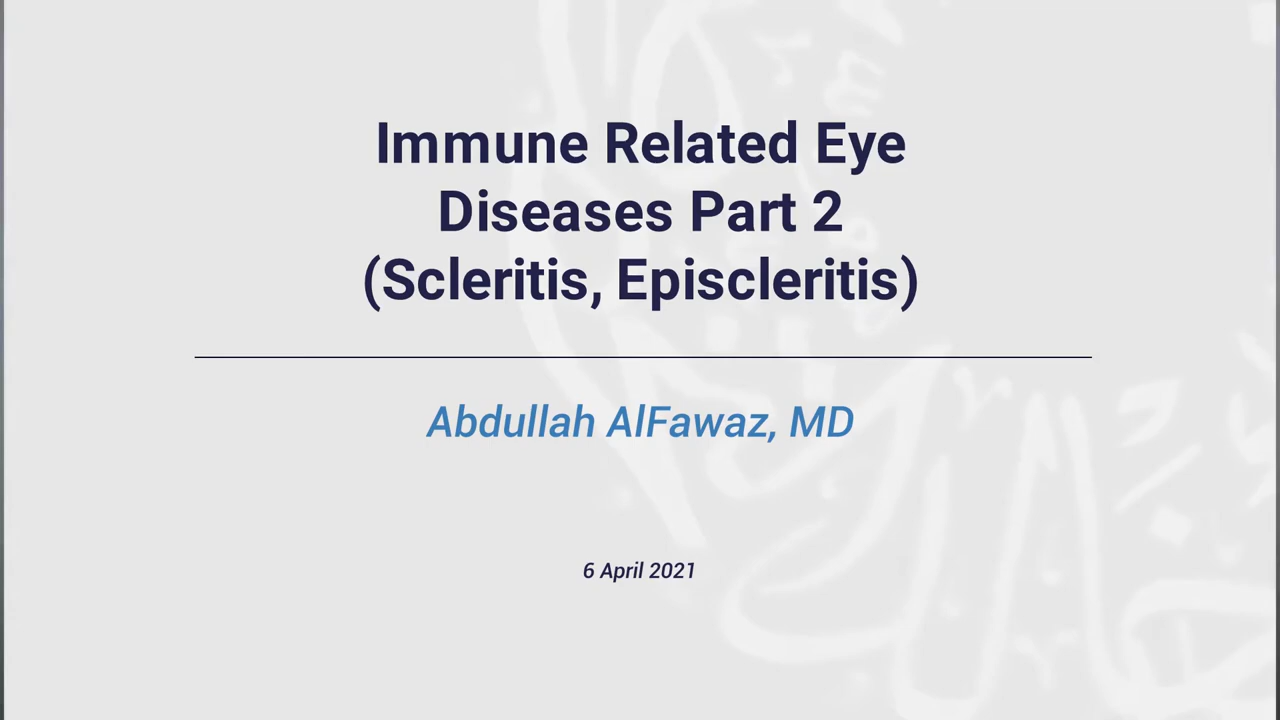 Immune Related Eye
Diseases Part 2
(Scleritis, Episcleritis)
Abdullah AlFawaz, MD
6 April 2021